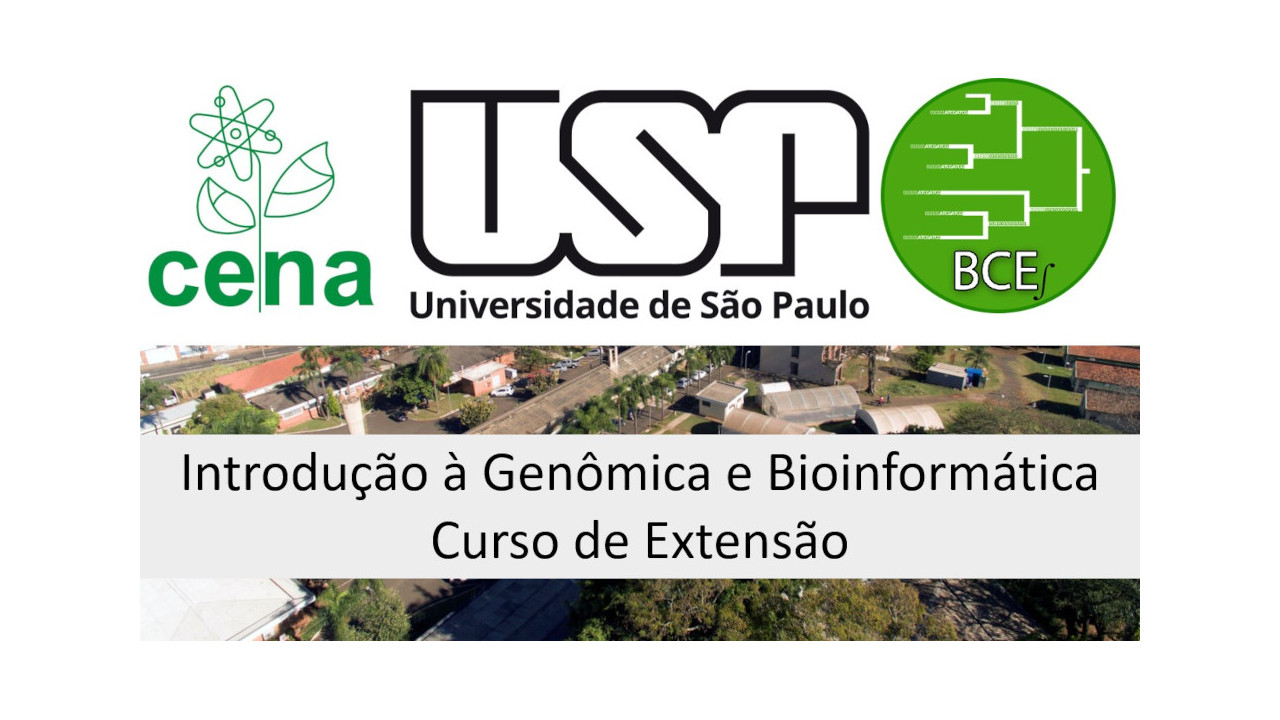 cena
USP
Universidade de São Paulo
BCE∫
Introdução à Genômica e Bioinformática
Curso de Extensão